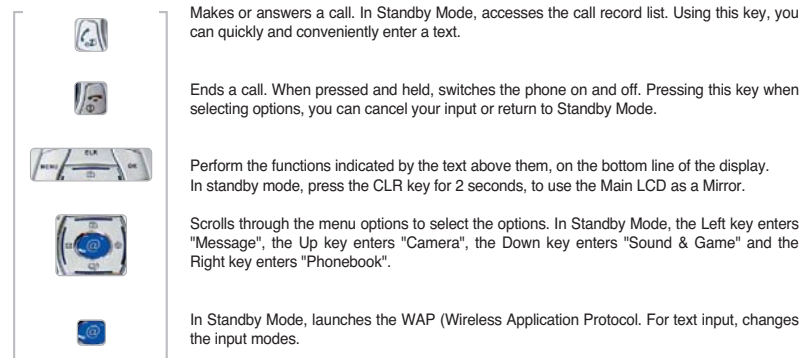 Makes or answers a call. In Standby Mode, accesses the call record list. Using this key, you
can quickly and conveniently enter a text.
Ends a call. When pressed and held, switches the phone on and off. Pressing this key when
selecting options, you can cancel your input or return to Standby Mode.
MENU CLR OK
Perform the functions indicated by the text above them, on the bottom line of the display.
In standby mode, press the CLR key for 2 seconds, to use the Main LCD as a Mirror.
@
Scrolls through the menu options to select the options. In Standby Mode, the Left key enters
"Message", the Up key enters "Camera", the Down key enters "Sound & Game" and the
Right key enters "Phonebook".
@
In Standby Mode, launches the WAP (Wireless Application Protocol. For text input, changes
the input modes.